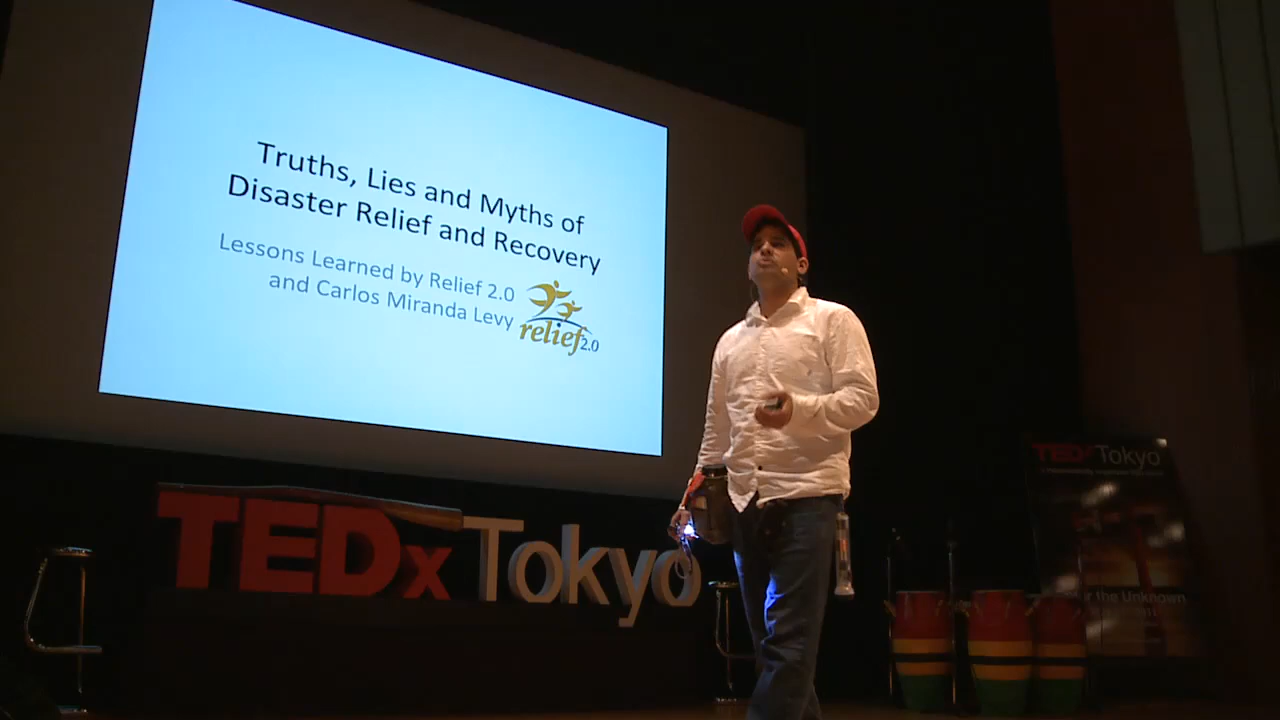 Truths, Lies and Myths of
Disaster Relief and Recovery
Lessons Learned by Relief 2.0
and Carlos Miranda Levy
relief 2.0
TEDxTokyo
TEDxTokyo
the Unknown